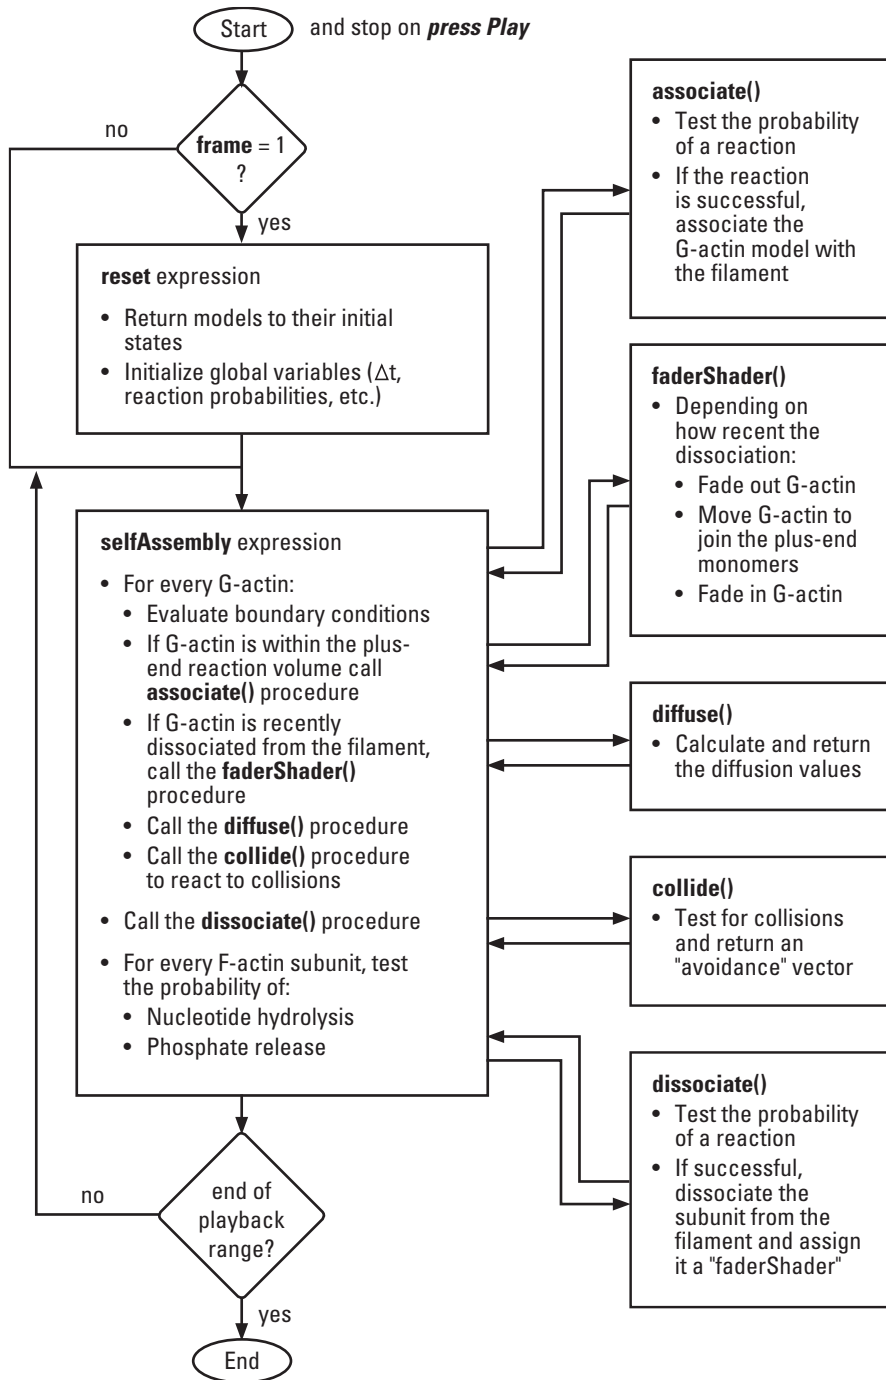 Start
and stop on press Play
no
frame = 1
?
yes
reset expression
• Return models to their initial
states
• Initialize global variables (Δt,
reaction probabilities, etc.)
selfAssembly expression
• For every G-actin:
• Evaluate boundary conditions
• If G-actin is within the plus-
end reaction volume call
associate() procedure
• If G-actin is recently
dissociated from the filament,
call the faderShader()
procedure
• Call the diffuse() procedure
• Call the collide() procedure
to react to collisions
• Call the dissociate() procedure
• For every F-actin subunit, test
the probability of:
• Nucleotide hydrolysis
• Phosphate release
no
end of
playback
range?
yes
End
associate()
• Test the probability
of a reaction
• If the reaction
is successful,
associate the
G-actin model with
the filament
faderShader()
• Depending on
how recent the
dissociation:
• Fade out G-actin
• Move G-actin to
join the plus-end
monomers
• Fade in G-actin
diffuse()
• Calculate and return
the diffusion values
collide()
• Test for collisions
and return an
"avoidance" vector
dissociate()
• Test the probability
of a reaction
• If successful,
dissociate the
subunit from the
filament and assign
it a "faderShader"